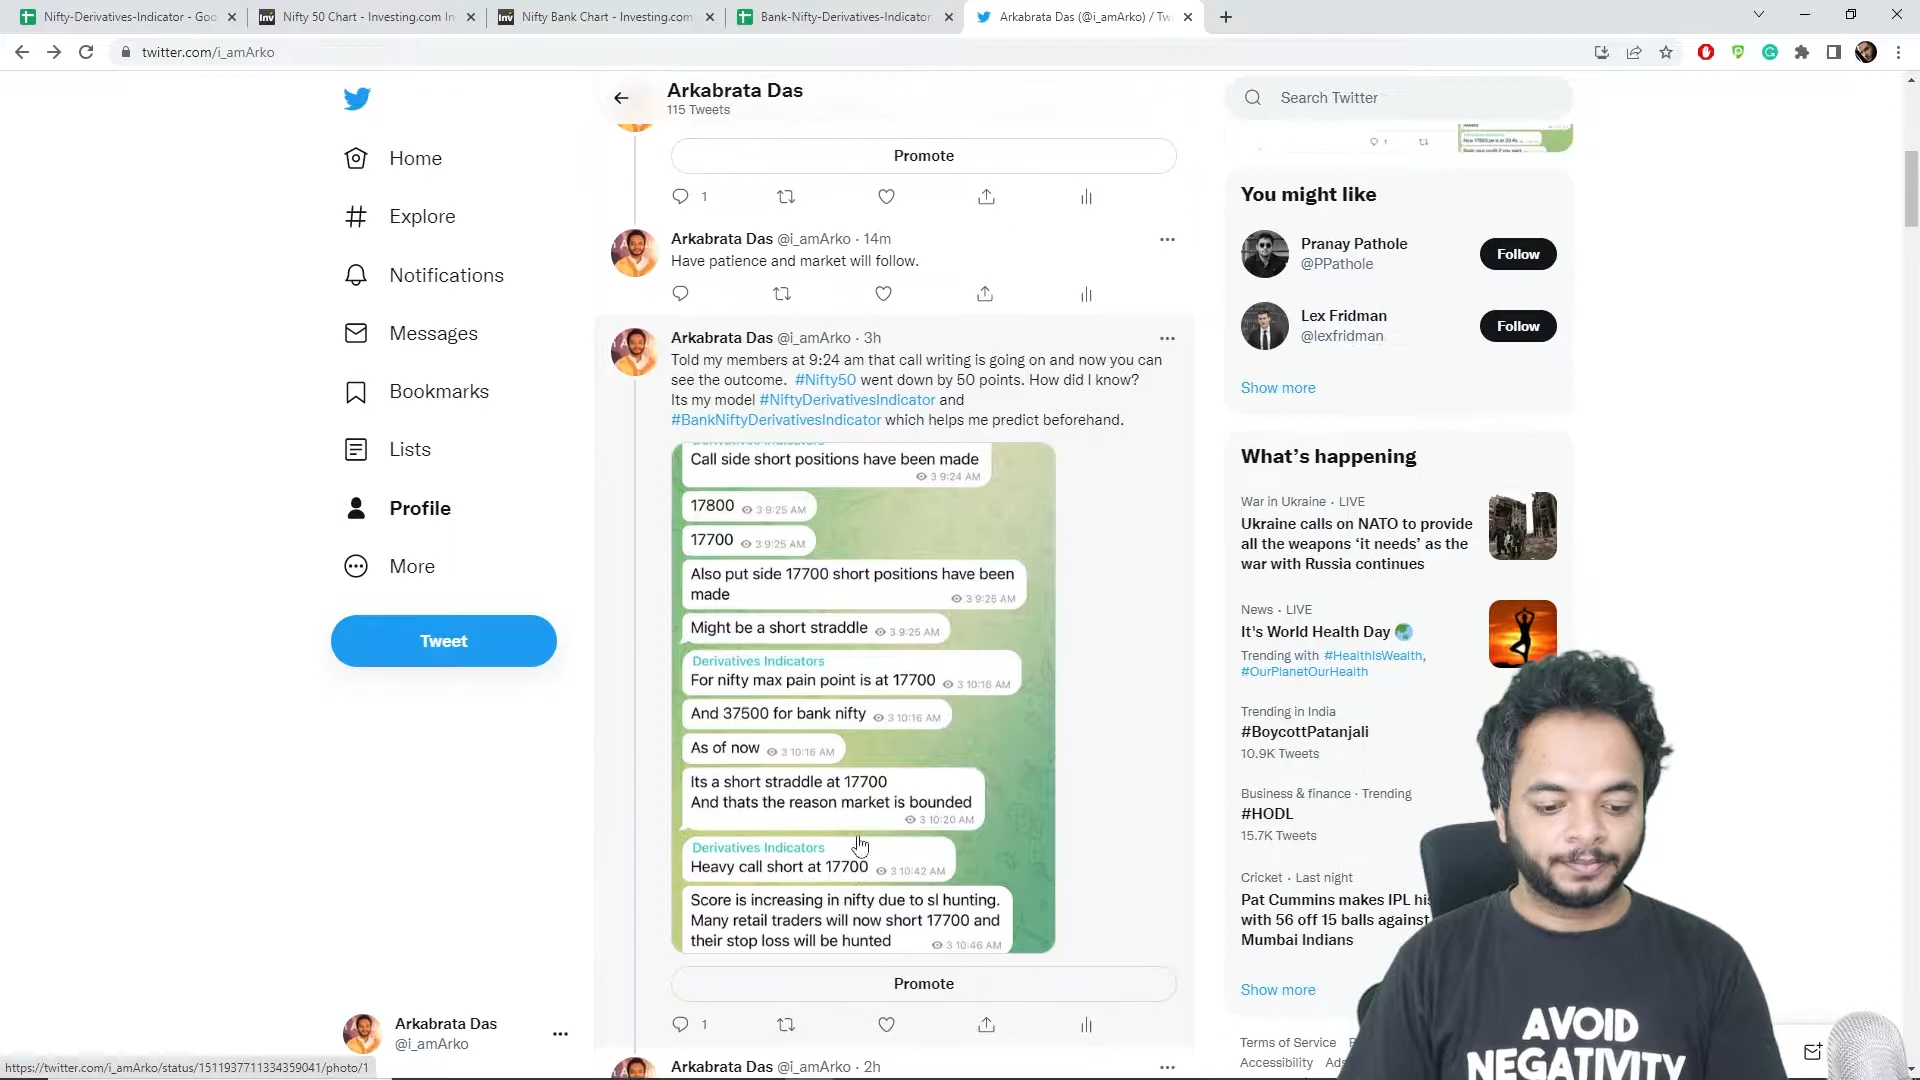 Nifty-Derivatives-Indicator - Goo
Nifty 50 Chart - Investing.com In
Nifty Bank Chart - Investing.com
Bank-Nifty-Derivatives-Indicator
Arkabrata Das (@i_amArko) / Tw
twitter.com/i_amArko
Home
Explore
Notifications
Messages
Bookmarks
Lists
Profile
More
Tweet
Arkabrata Das
@i_amArko
https://twitter.com/i_amArko/status/1511937711334359041/photo/1
Arkabrata Das
115 Tweets
Promote
1
Arkabrata Das @i_amArko · 14m
Have patience and market will follow.
Arkabrata Das @i_amArko · 3h
Told my members at 9:24 am that call writing is going on and now you can
see the outcome. #Nifty50 went down by 50 points. How did I know?
Its my model #NiftyDerivativesIndicator and
#BankNiftyDerivativesIndicator which helps me predict beforehand.
Derivatives Indicators
Call side short positions have been made
3 9:24 AM
17800 3 9:25 AM
17700 3 9:25 AM
Also put side 17700 short positions have been
made 3 9:25 AM
Might be a short straddle 3 9:25 AM
Derivatives Indicators
For nifty max pain point is at 17700 3 10:16 AM
And 37500 for bank nifty 3 10:16 AM
As of now 3 10:16 AM
Its a short straddle at 17700
And thats the reason market is bounded
3 10:20 AM
Derivatives Indicators
Heavy call short at 17700 3 10:42 AM
Score is increasing in nifty due to sl hunting.
Many retail traders will now short 17700 and
their stop loss will be hunted 3 10:46 AM
Promote
1
Arkabrata Das @i_amArko · 2h
Search Twitter
1
You might like
Pranay Pathole
@PPathole
Follow
Lex Fridman
@lexfridman
Follow
Show more
What's happening
War in Ukraine · LIVE
Ukraine calls on NATO to provide
all the weapons 'it needs' as the
war with Russia continues
News · LIVE
It's World Health Day
Trending with #HealthIsWealth,
#OurPlanetOurHealth
Trending in India
#BoycottPatanjali
10.9K Tweets
Business & finance · Trending
#HODL
15.7K Tweets
Cricket · Last night
Pat Cummins makes IPL his
with 56 off 15 balls against
Mumbai Indians
Show more
Terms of Service P
Accessibility Ads
AVOID
NEGATIVITY